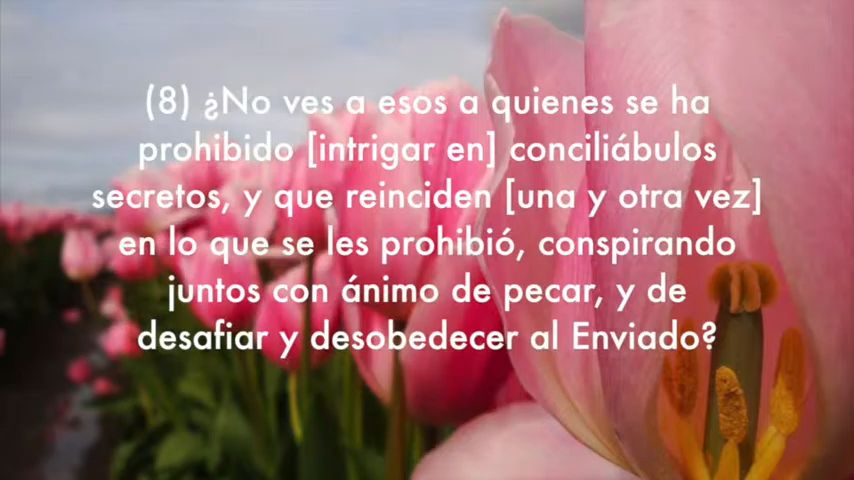 (8) ¿No ves a esos a quienes se ha
prohibido [intrigar en] conciliábulos
secretos, y que reinciden [una y otra vez]
en lo que se les prohibió, conspirando
juntos con ánimo de pecar, y de
desafiar y desobedecer al Enviado?